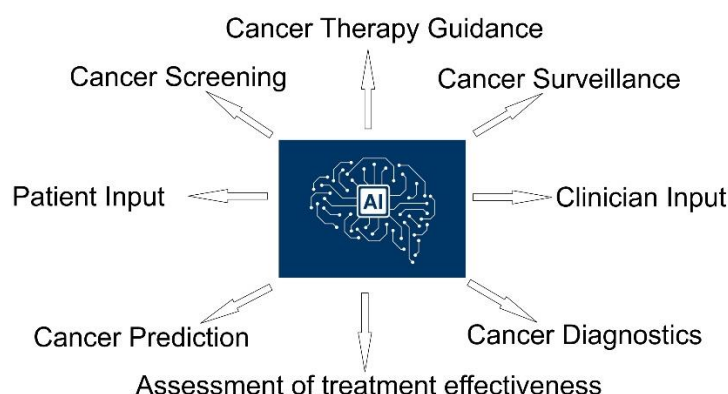 Cancer Therapy Guidance
Cancer Screening
Cancer Surveillance
Patient Input
AI
Clinician Input
Cancer Prediction
Cancer Diagnostics
Assessment of treatment effectiveness